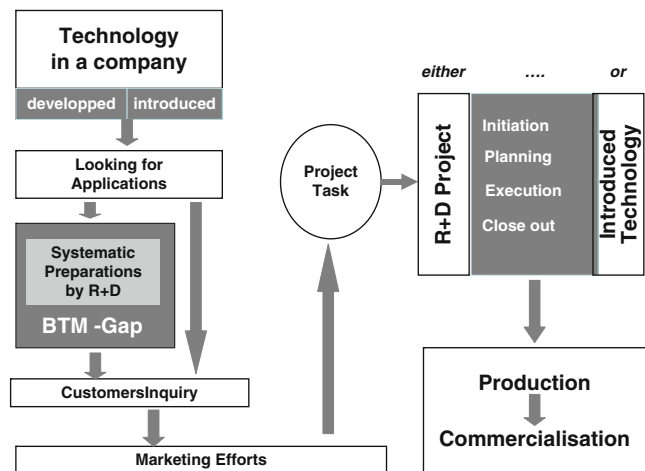 Technology
in a company
developped introduced
Looking for
Applications
Systematic
Preparations
by R+D
BTM -Gap
CustomersInquiry
Marketing Efforts
Project
Task
either .... or
R+D Project
Initiation
Planning
Execution
Close out
Introduced
Technology
Production
Commercialisation